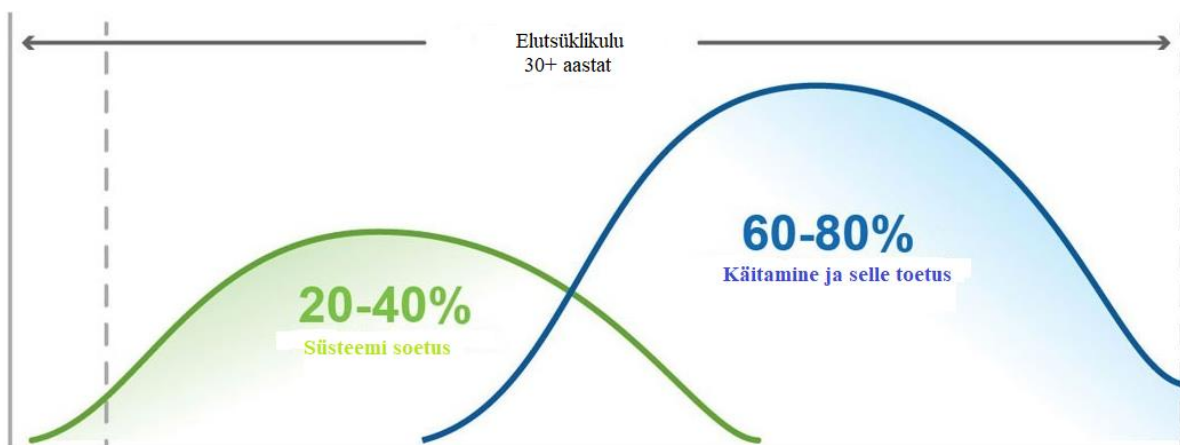 Elutsüklikulu
30+ aastat
60-80%
Käitamine ja selle toetus
20-40%
Süsteemi soetus